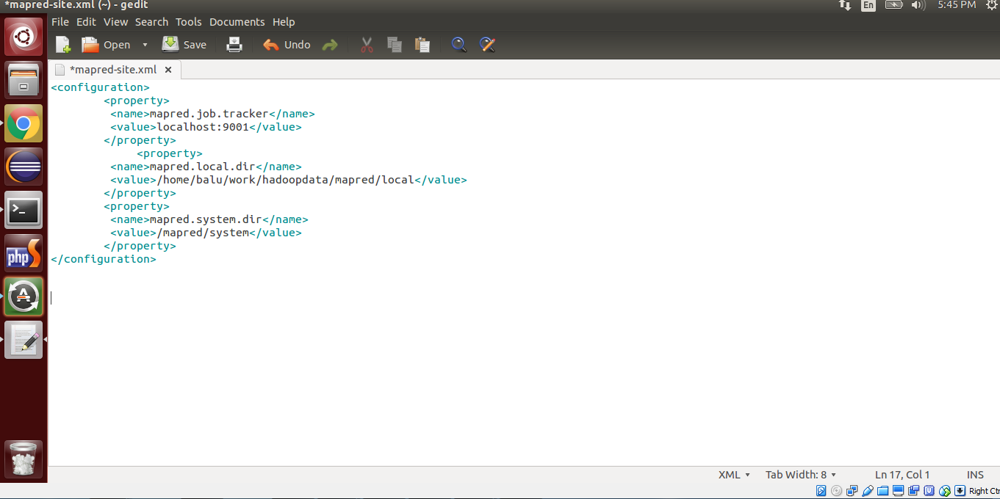 *mapred-site.xml (~) - gedit
En
5:45 PM
File Edit View Search Tools Documents Help
Open
Save
Undo
*mapred-site.xml
<configuration>
<property>
<name>mapred.job.tracker</name>
<value>localhost:9001</value>
</property>
<property>
<name>mapred.local.dir</name>
<value>/home/balu/work/hadoopdata/mapred/local</value>
</property>
<property>
<name>mapred.system.dir</name>
<value>/mapred/system</value>
</property>
</configuration>
php S
A
XML Tab Width: 8 Ln 17, Col 1 INS
Right Ctr